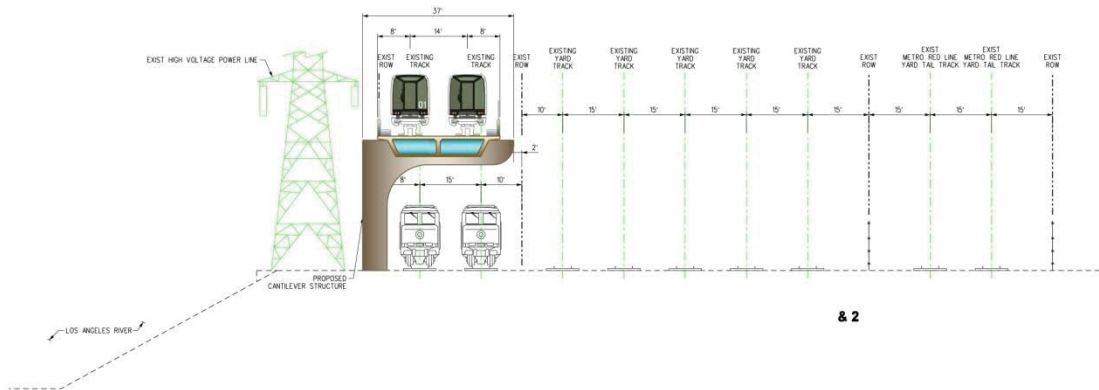 37'
8'
14'
8'
EXIST HIGH VOLTAGE POWER LINE
EXIST
ROW
EXISTING
TRACK
EXISTING
TRACK
EXIST
ROW
EXISTING
YARD
TRACK
EXISTING
YARD
TRACK
EXISTING
YARD
TRACK
EXISTING
YARD
TRACK
EXISTING
YARD
TRACK
EXIST
METRO RED LINE
YARD TAIL TRACK
EXIST
METRO RED LINE
YARD TAIL TRACK
EXIST
ROW
01
10'
15'
15'
15'
15'
15'
15'
15'
15'
2'
8'
15'
10'
PROPOSED
CANTILEVER STRUCTURE
LOS ANGELES RIVER
& 2